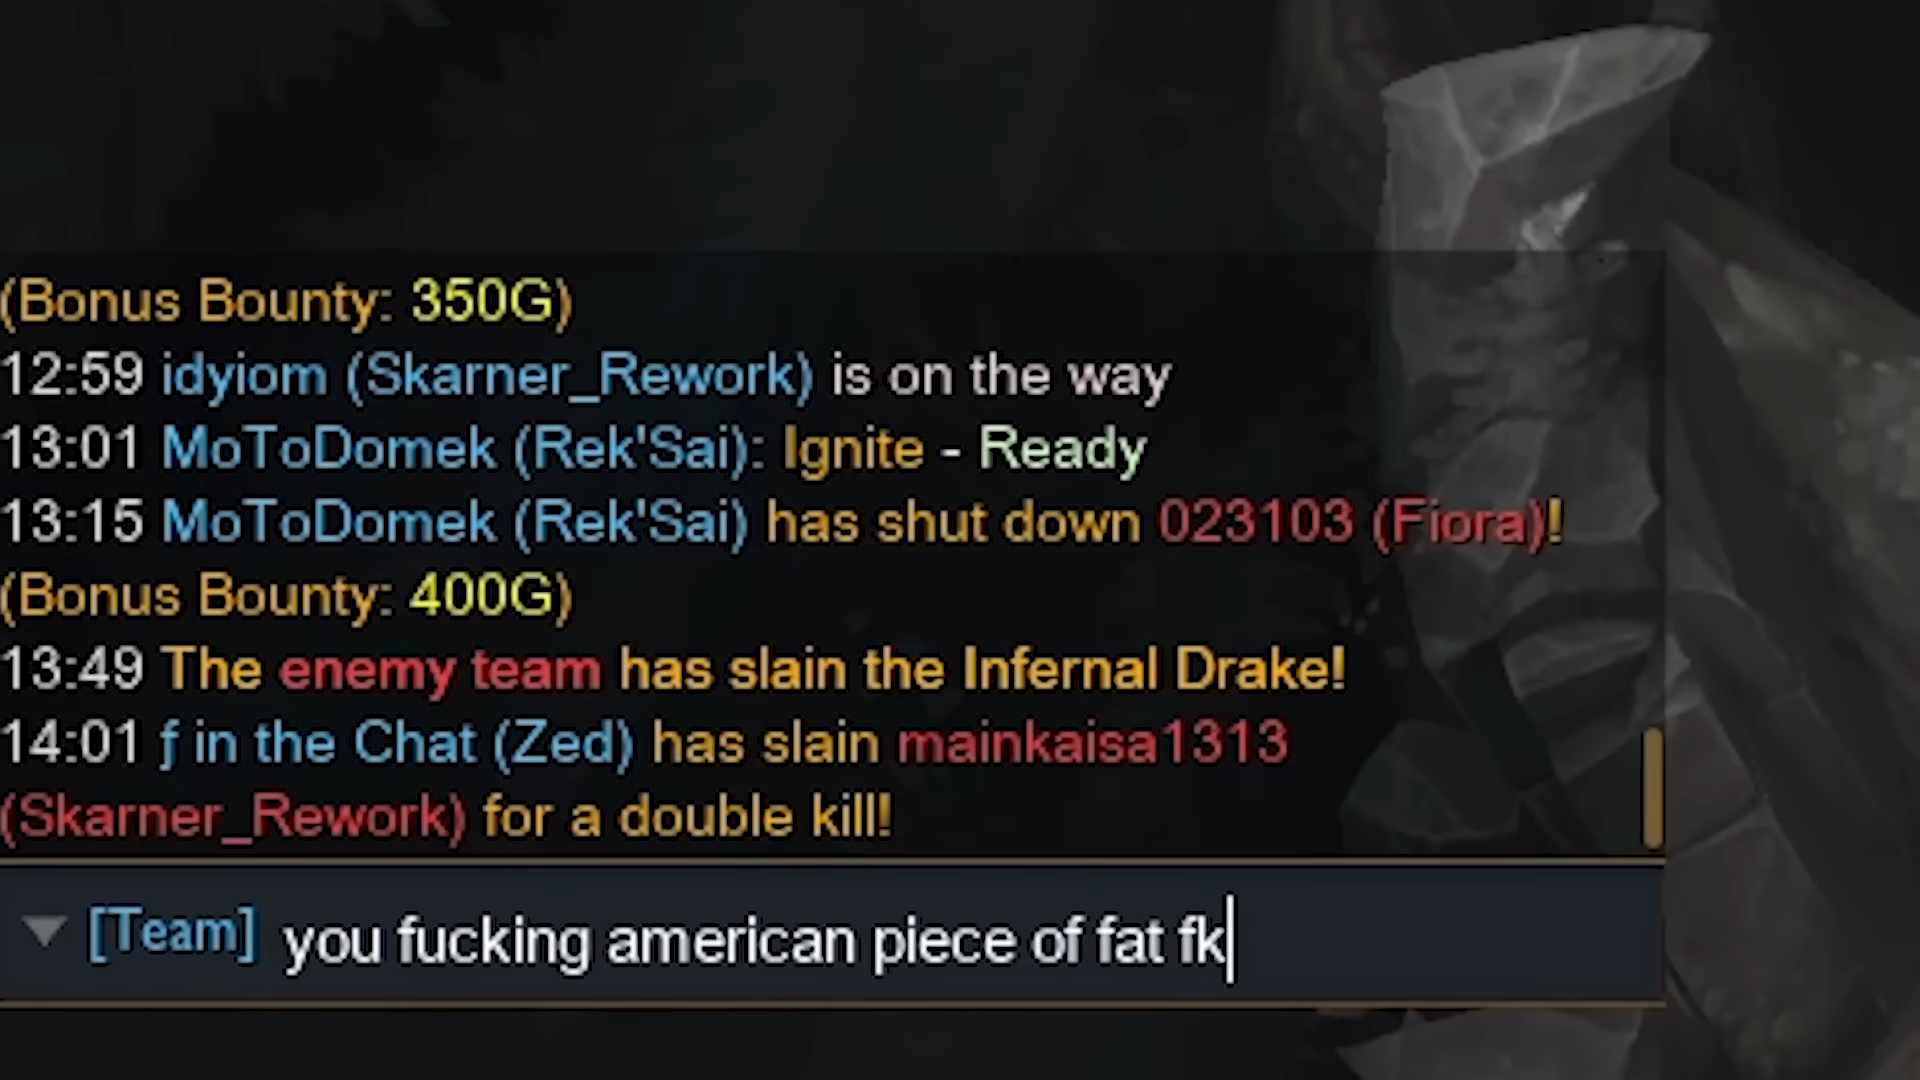 (Bonus Bounty: 350G)
12:59 idyiom (Skarner_Rework) is on the way
13:01 MoToDomek (Rek'Sai): Ignite - Ready
13:15 MoToDomek (Rek'Sai) has shut down 023103 (Fiora)!
(Bonus Bounty: 400G)
13:49 The enemy team has slain the Infernal Drake!
14:01 ƒ in the Chat (Zed) has slain mainkaisa1313
(Skarner_Rework) for a double kill!
[Team] you fucking american piece of fat fk